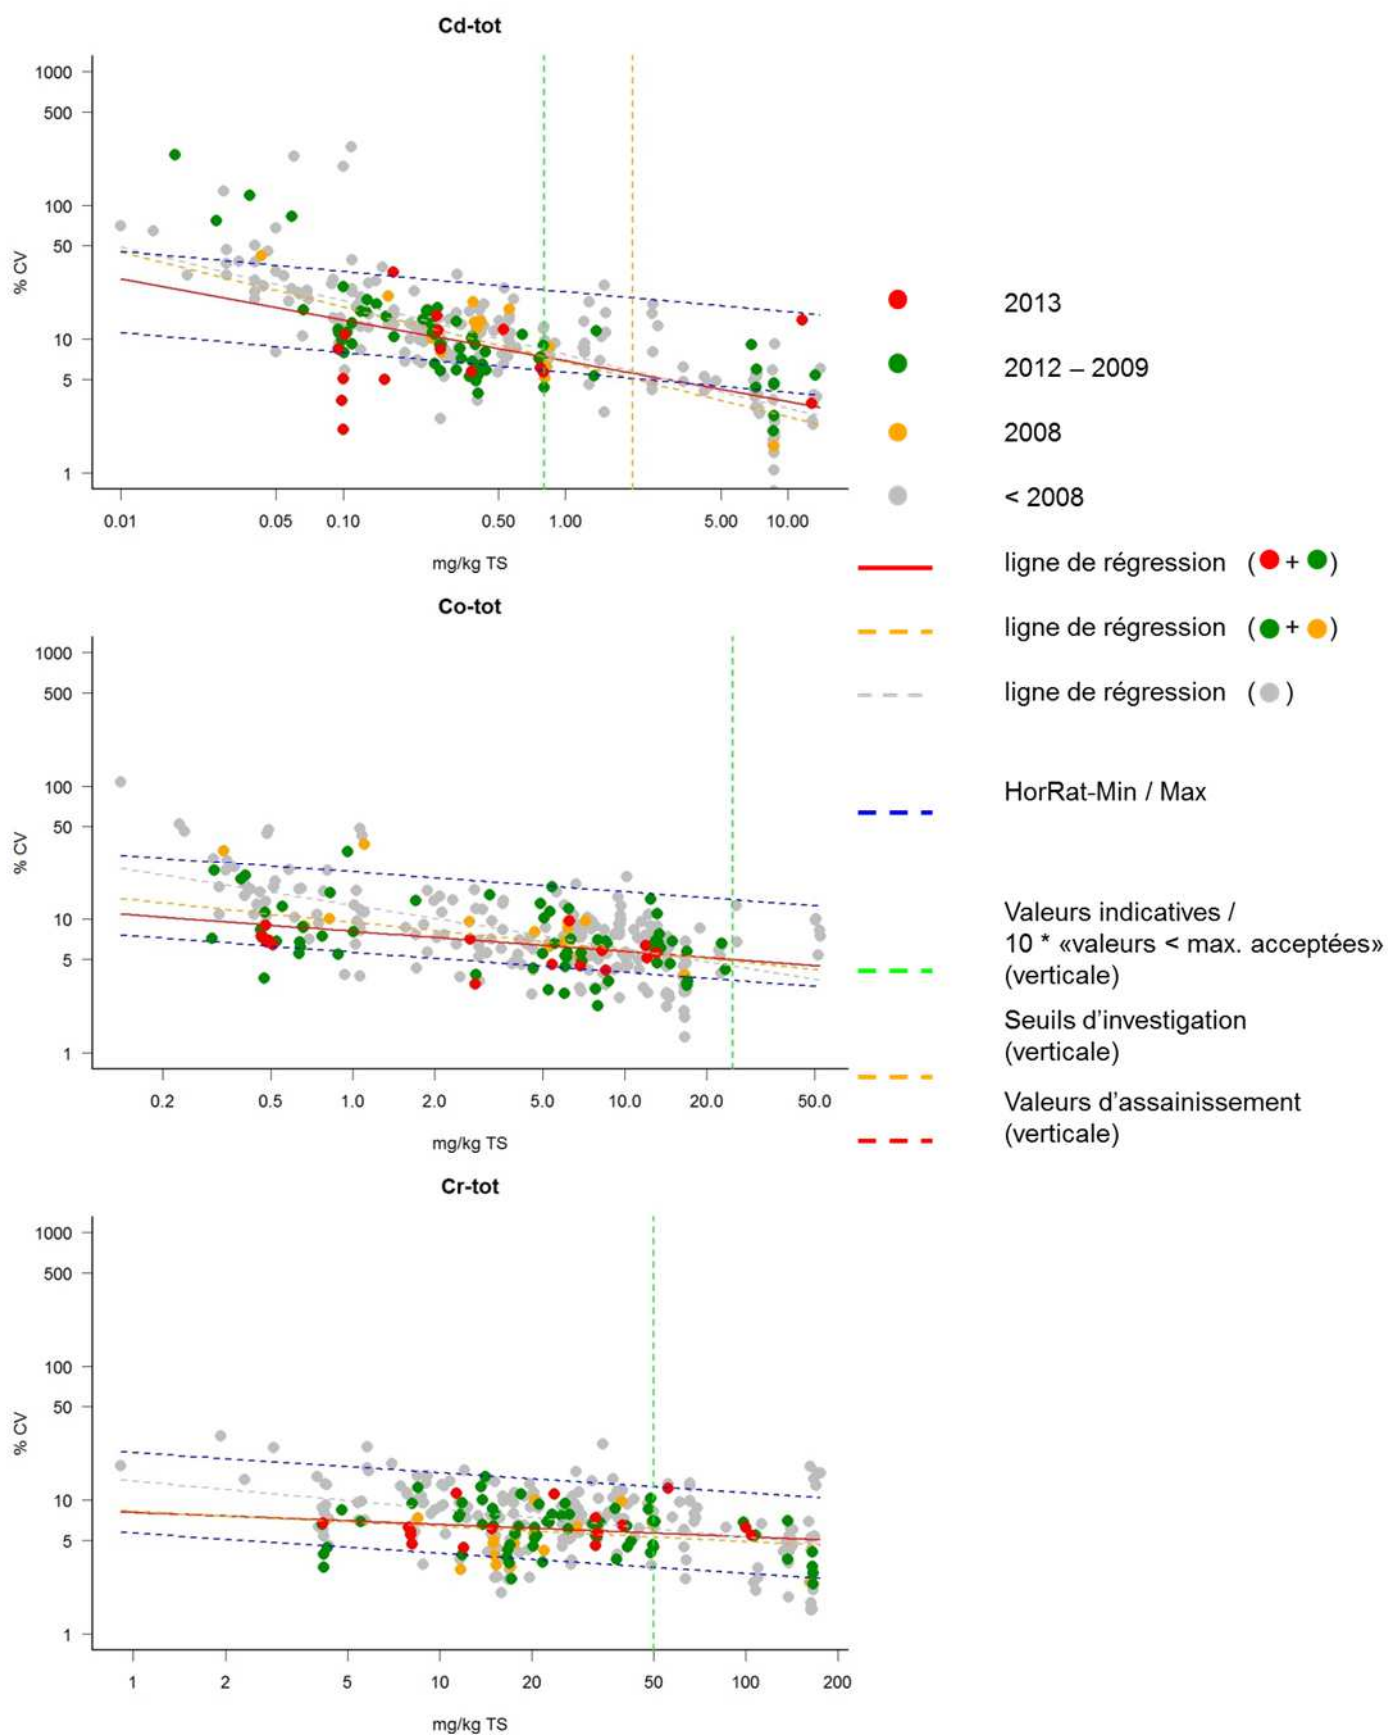 Cd-tot
1000
500
100
50
10
5
1
% CV
0.01
0.05
0.10
0.50
1.00
5.00
10.00
mg/kg TS
Co-tot
1000
500
100
50
10
5
1
% CV
0.2
0.5
1.0
2.0
5.0
10.0
20.0
50.0
mg/kg TS
Cr-tot
1000
500
100
50
10
5
1
% CV
1
2
5
10
20
50
100
200
mg/kg TS
2013
2012 – 2009
2008
< 2008
ligne de régression ( + )
ligne de régression ( + )
ligne de régression ( )
HorRat-Min / Max
Valeurs indicatives /
10 * «valeurs < max. acceptées»
(verticale)
Seuils d'investigation
(verticale)
Valeurs d'assainissement
(verticale)